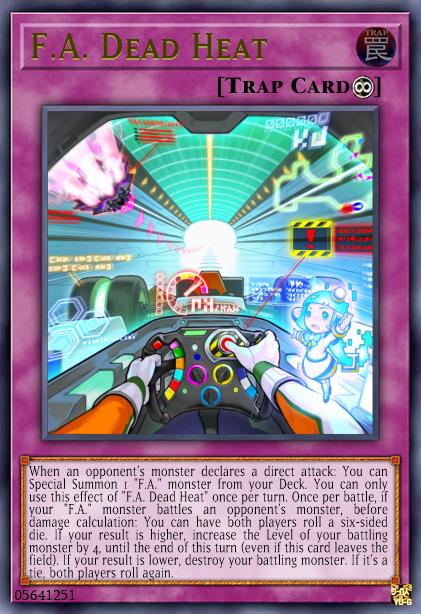 F.A. DEAD HEAT
TRAP
罠
[TRAP CARD]
!
When an opponent's monster declares a direct attack: You can
Special Summon 1 "F.A." monster from your Deck. You can only
use this effect of "F.A. Dead Heat" once per turn. Once per battle, if
your "F.A." monster battles an opponent's monster, before
damage calculation: You can have both players roll a six-sided
die. If your result is higher, increase the Level of your battling
monster by 4, until the end of this turn (even if this card leaves the
field). If your result is lower, destroy your battling monster. If it's a
tie, both players roll again.
05641251